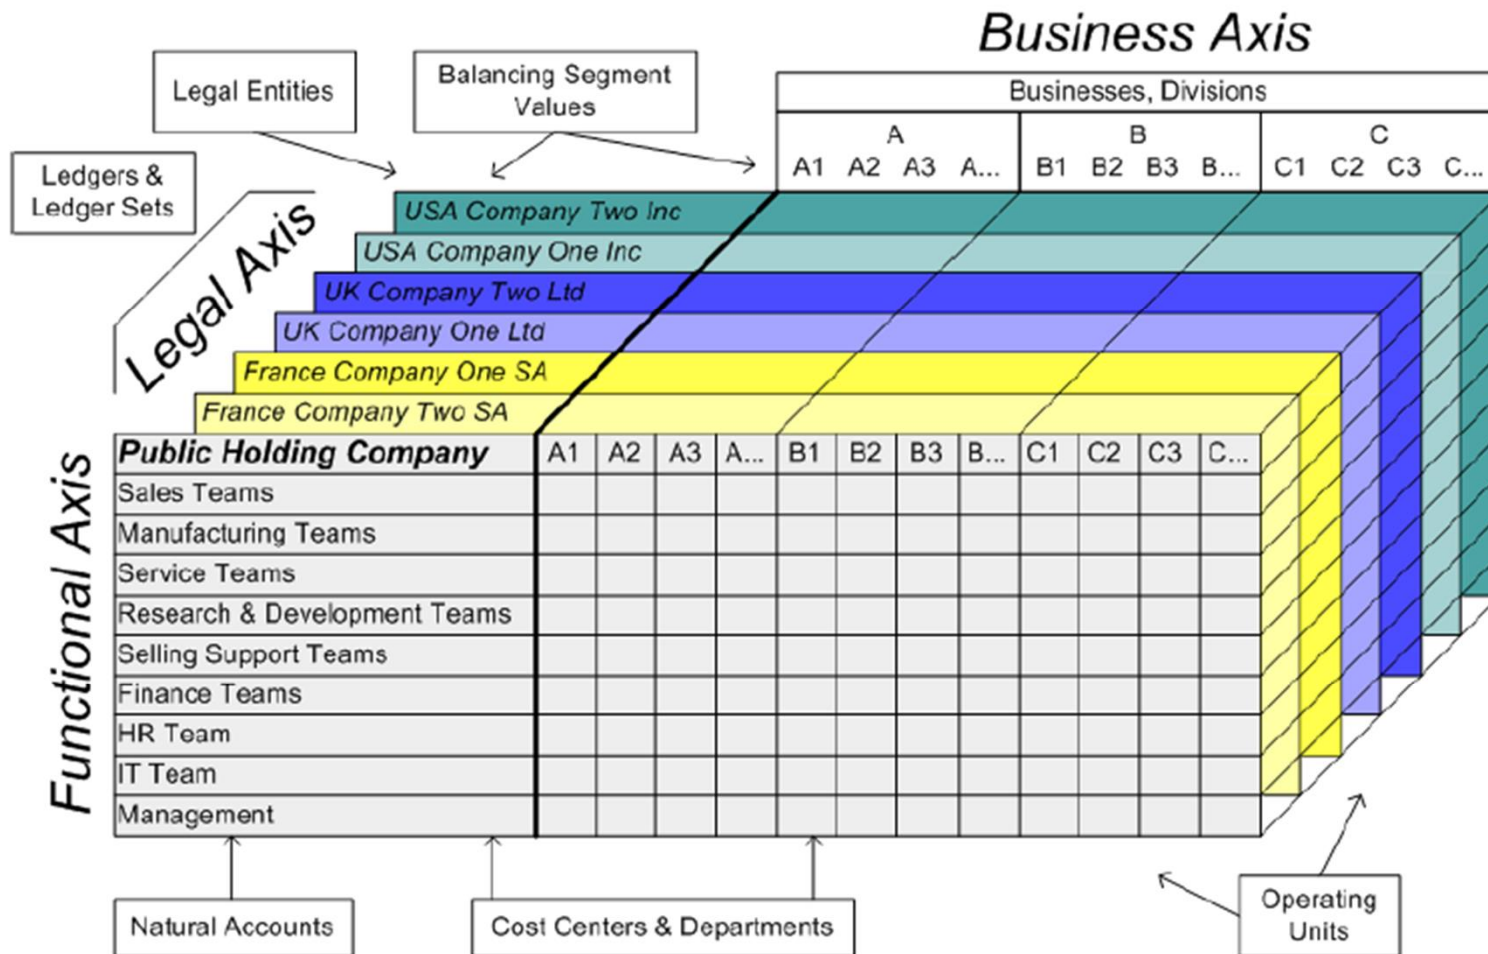 Business Axis
Legal Entities
Balancing Segment
Values
Businesses, Divisions
A B C
A1 A2 A3 A... B1 B2 B3 B... C1 C2 C3 C...
Ledgers &
Ledger Sets
Legal Axis
USA Company Two Inc
USA Company One Inc
UK Company Two Ltd
UK Company One Ltd
France Company One SA
France Company Two SA
Functional Axis
Public Holding Company A1 A2 A3 A... B1 B2 B3 B... C1 C2 C3 C...
Sales Teams
Manufacturing Teams
Service Teams
Research & Development Teams
Selling Support Teams
Finance Teams
HR Team
IT Team
Management
Natural Accounts
Cost Centers & Departments
Operating
Units